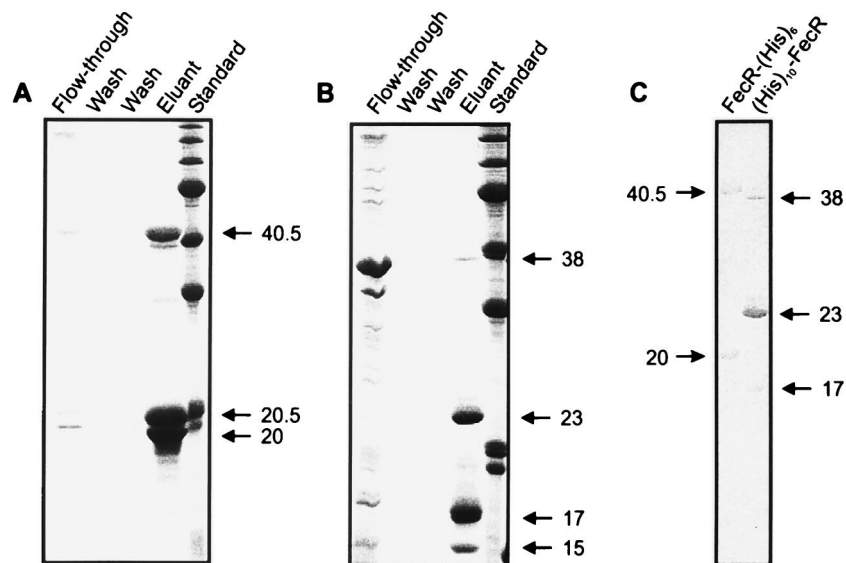 A
Flow-through
Wash
Wash
Eluant
Standard
40.5
20.5
20
B
Flow-through
Wash
Wash
Eluant
Standard
38
23
17
15
C
FecR-(His)6
(His)10-FecR
40.5
20
38
23
17